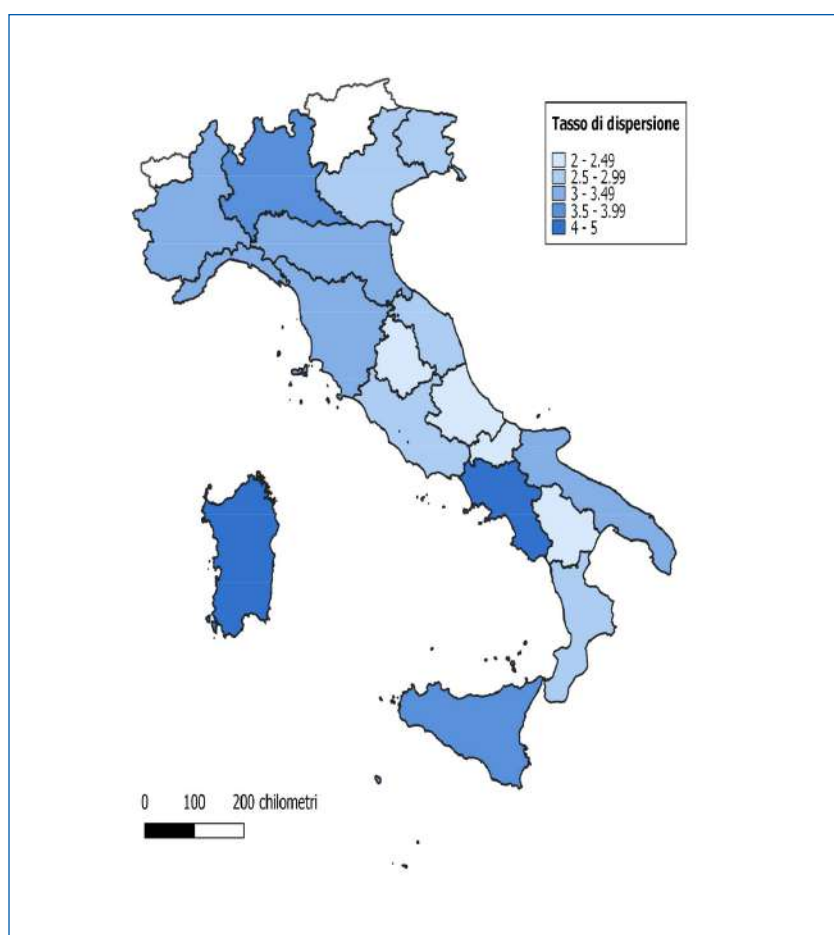 Tasso di dispersione
2 - 2.49
2.5 - 2.99
3 - 3.49
3.5 - 3.99
4 - 5
0 100 200 chilometri